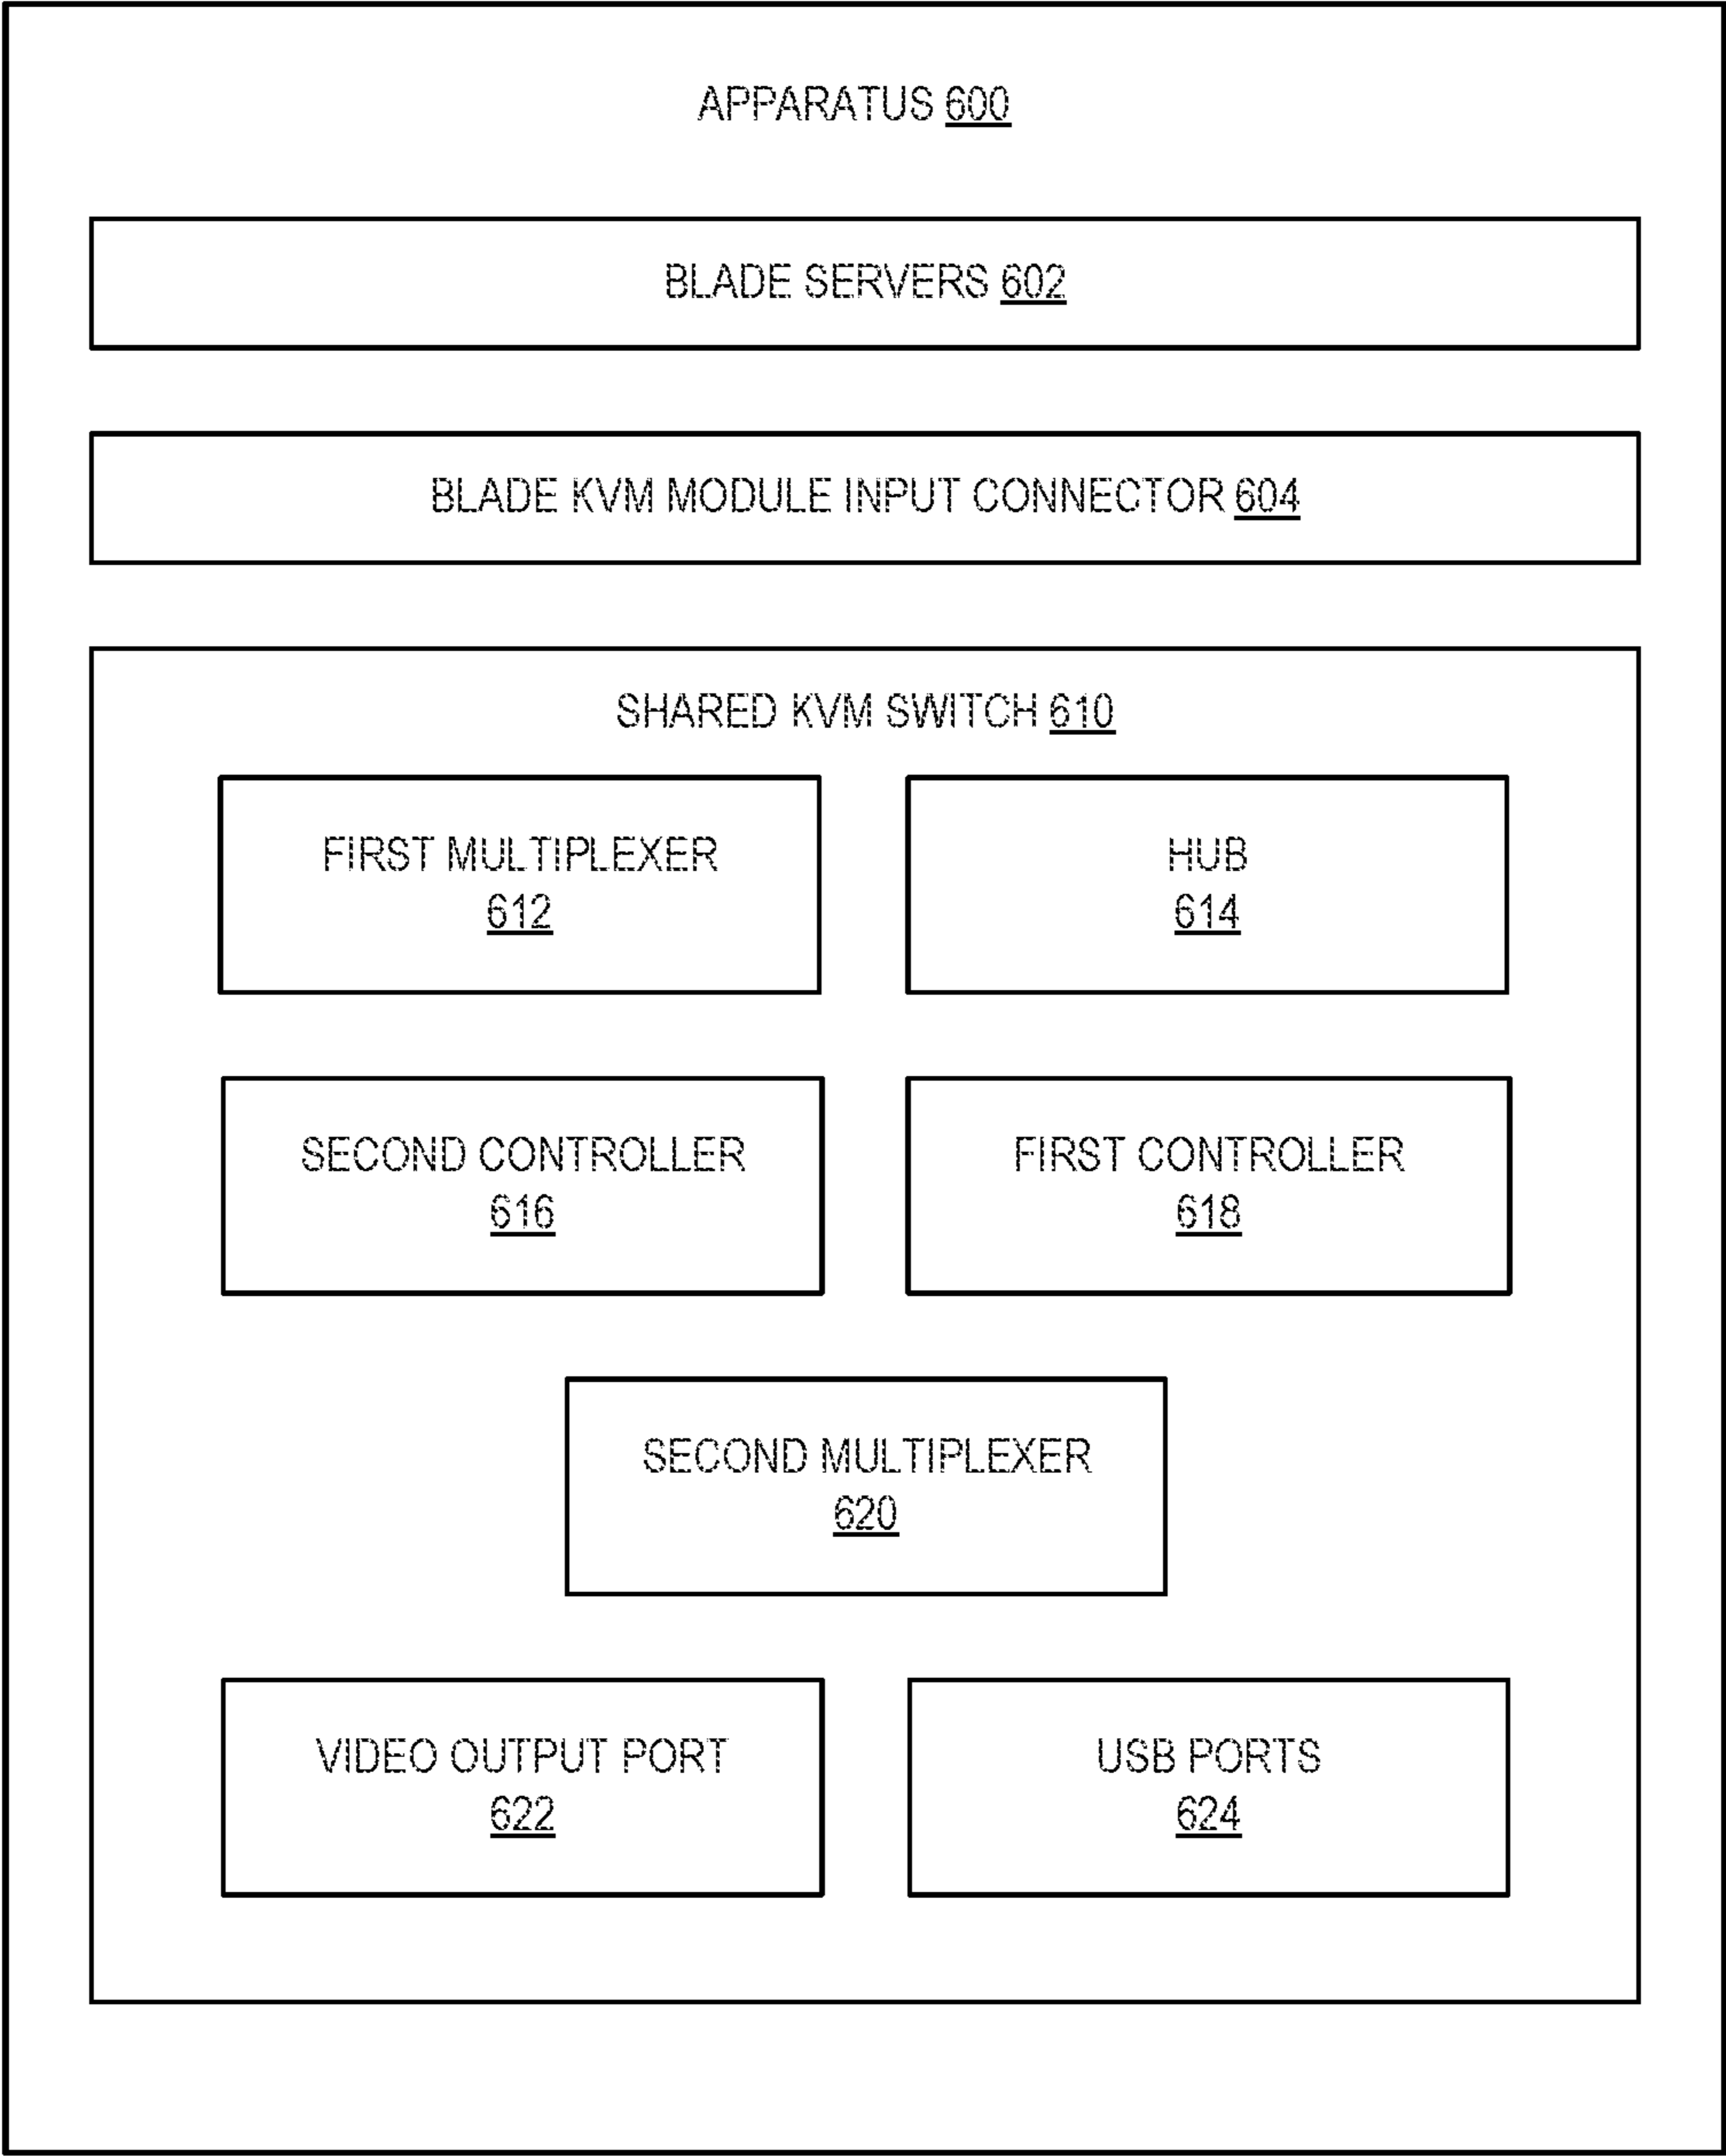 APPARATUS 600
BLADE SERVERS 602
BLADE KVM MODULE INPUT CONNECTOR 604
SHARED KVM SWITCH 610
FIRST MULTIPLEXER
612
HUB
614
SECOND CONTROLLER
616
FIRST CONTROLLER
618
SECOND MULTIPLEXER
620
VIDEO OUTPUT PORT
622
USB PORTS
624